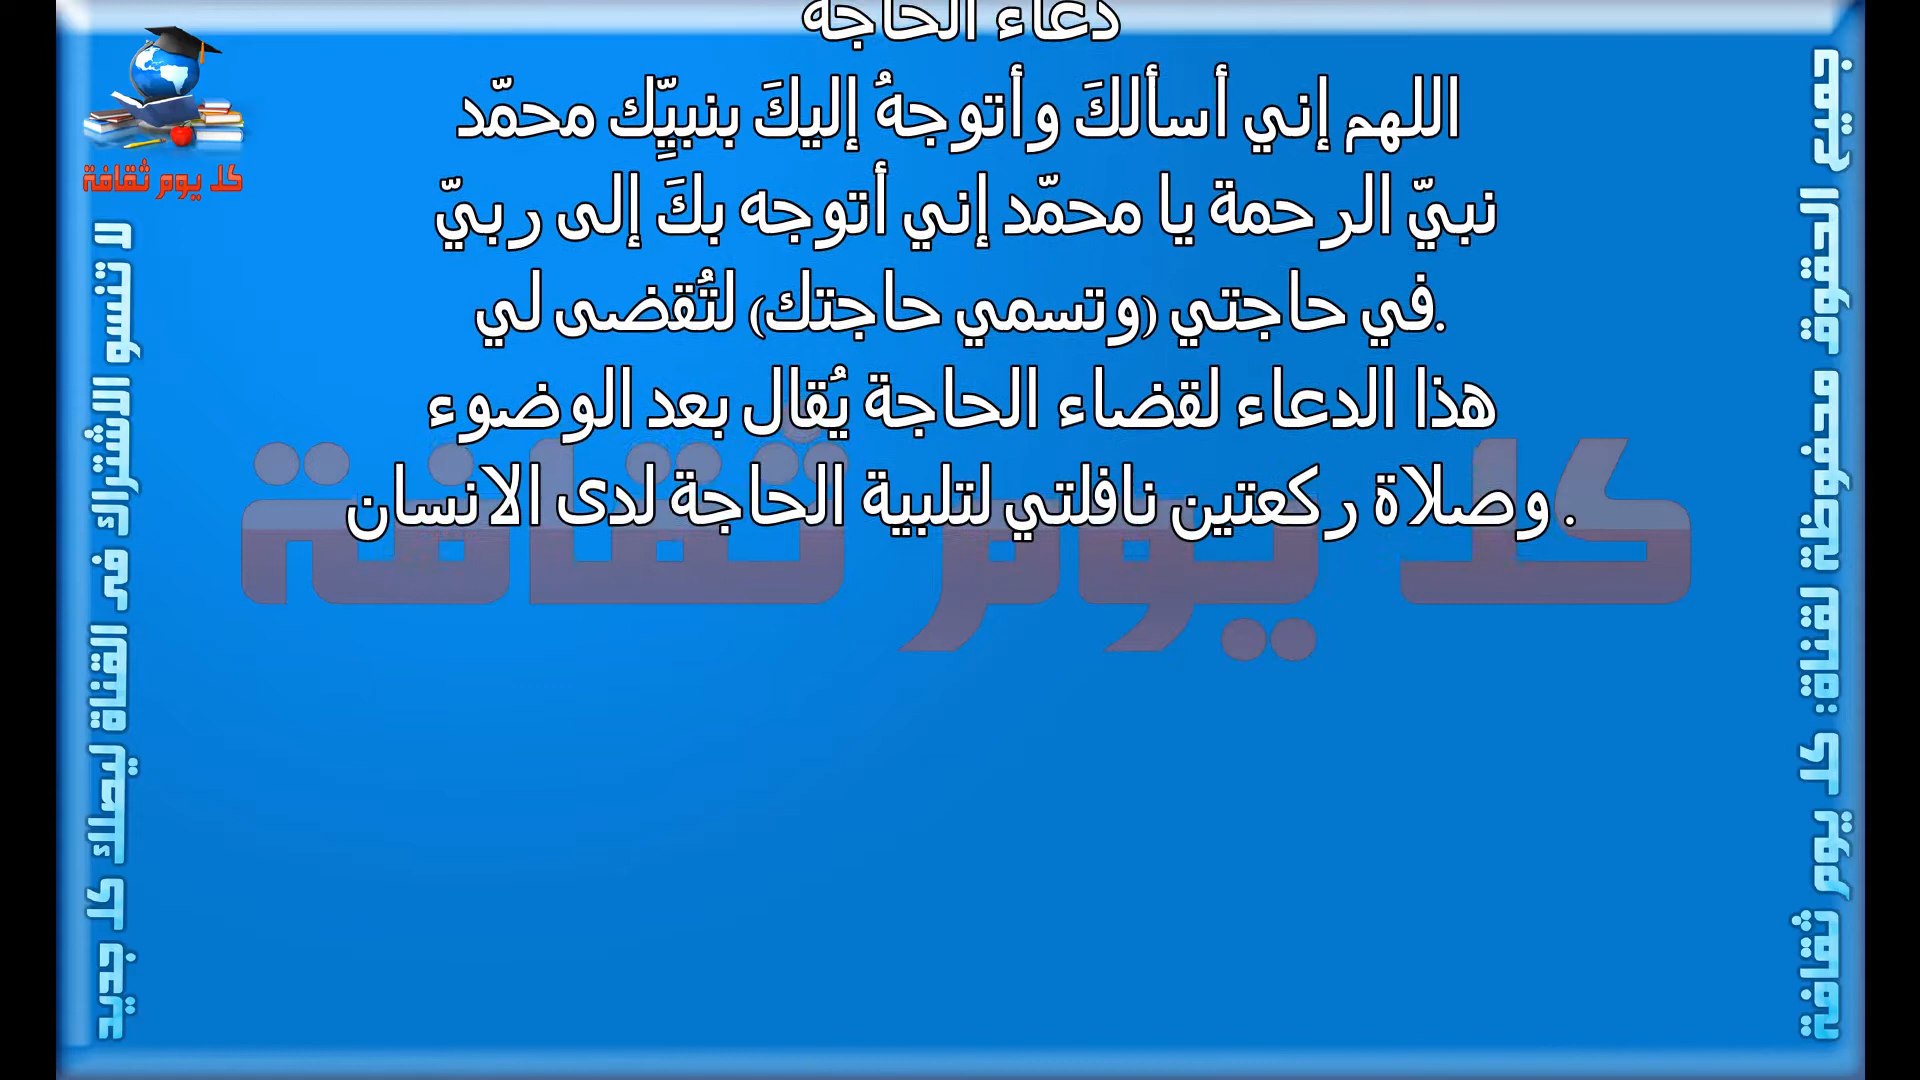 دعاء الحاجة
اللهم إني أسألكَ وأتوجهُ إليكَ بنبيِّك محمّد
نبيّ الرحمة يا محمّد إني أتوجه بكَ إلى ربيّ
في حاجتي (وتسمي حاجتك) لتُقضى لي.
هذا الدعاء لقضاء الحاجة يُقال بعد الوضوء
وصلاة ركعتين نافلتي لتلبية الحاجة لدى الانسان .
كل يوم ثقافة
كل يوم ثقافة
جميع الحقوق محفوظة لقناة: كل يوم ثقافة
لا تنسو الاشتراك فى القناة ليصلك كل جديد